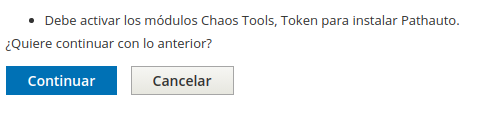 • Debe activar los módulos Chaos Tools, Token para instalar Pathauto.
¿Quiere continuar con lo anterior?
Continuar Cancelar